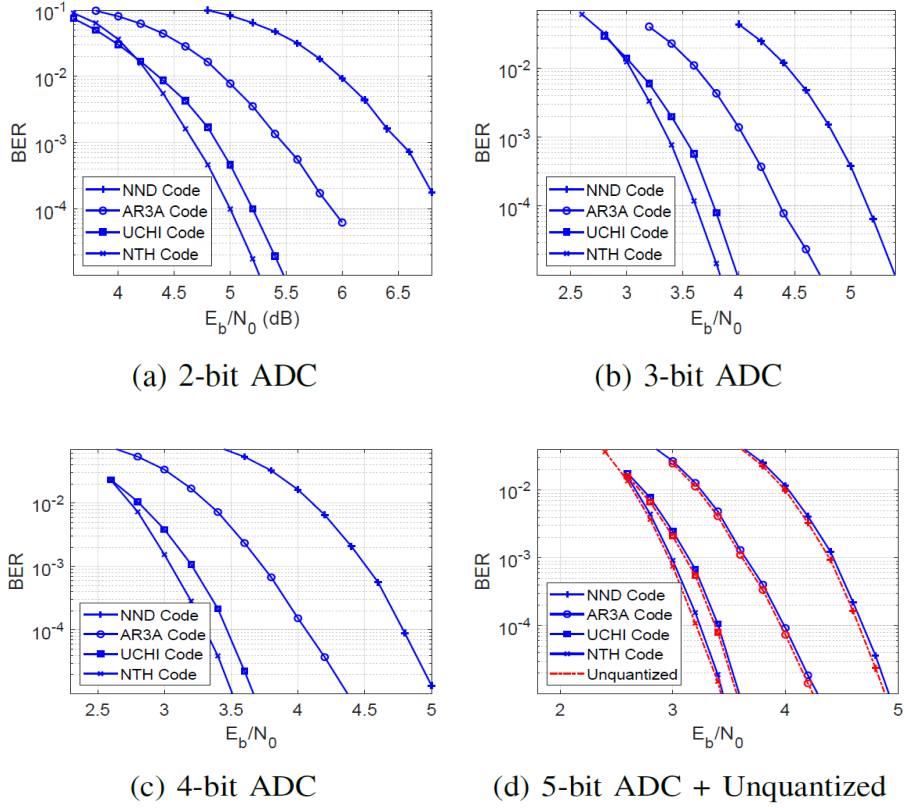 BER
10^-1
10^-2
10^-3
10^-4
NND Code
AR3A Code
UCHI Code
NTH Code
4 4.5 5 5.5 6 6.5
E_b/N_0 (dB)
(a) 2-bit ADC
BER
10^-2
10^-3
10^-4
NND Code
AR3A Code
UCHI Code
NTH Code
2.5 3 3.5 4 4.5 5
E_b/N_0
(b) 3-bit ADC
BER
10^-2
10^-3
10^-4
NND Code
AR3A Code
UCHI Code
NTH Code
2.5 3 3.5 4 4.5 5
E_b/N_0
(c) 4-bit ADC
BER
10^-2
10^-3
10^-4
NND Code
AR3A Code
UCHI Code
NTH Code
Unquantized
2 3 4 5
E_b/N_0
(d) 5-bit ADC + Unquantized